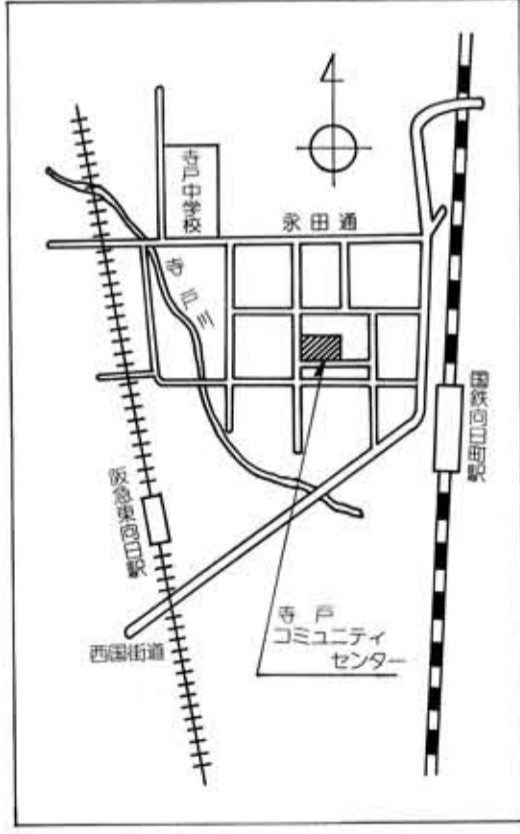 寺戸中学校
永田通
寺戸川
国鉄向日町駅
阪急東向日駅
西国街道
寺戸
コミュニティ
センター